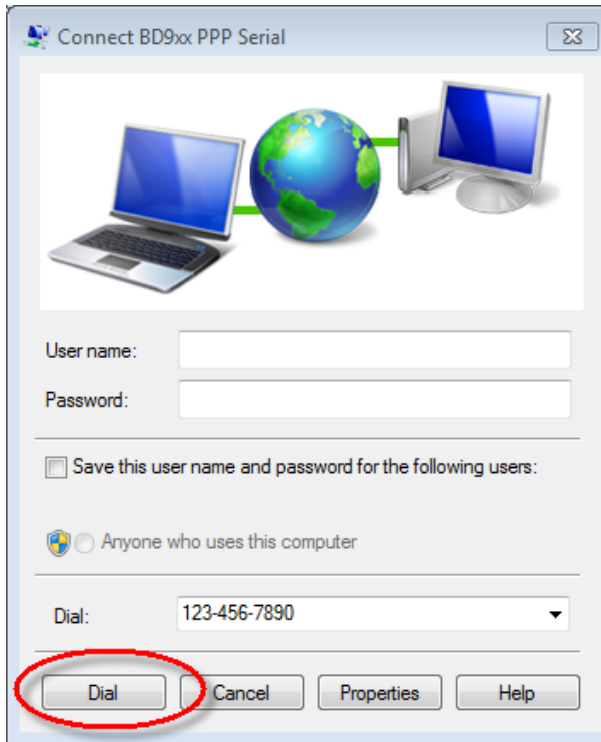 Connect BD9xx PPP Serial
User name:
Password:
Save this user name and password for the following users:
Anyone who uses this computer
Dial: 123-456-7890
Dial Cancel Properties Help